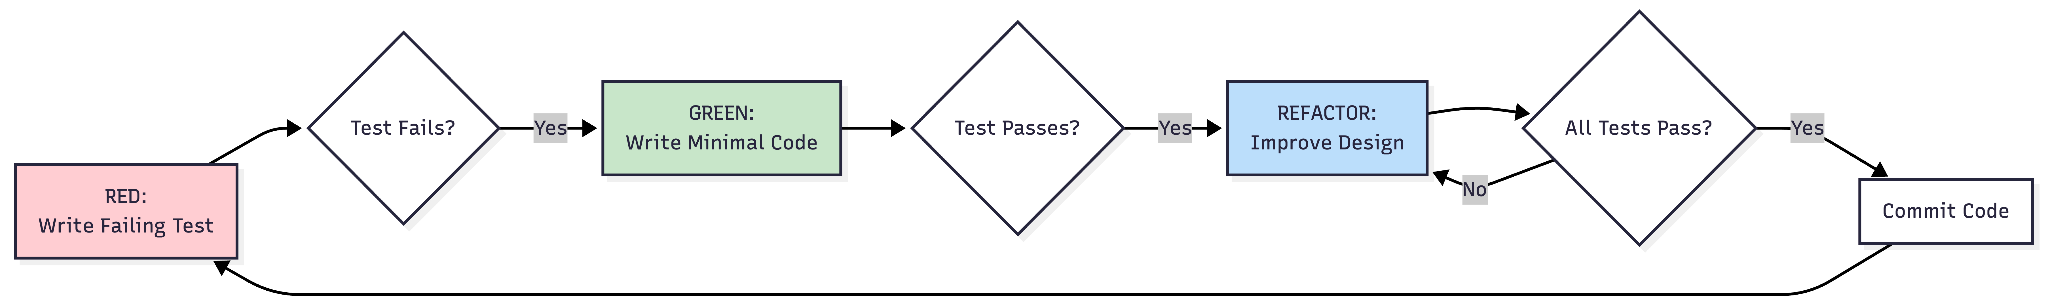 RED:
Write Failing Test
Test Fails?
Yes
GREEN:
Write Minimal Code
Test Passes?
Yes
REFACTOR:
Improve Design
No
All Tests Pass?
Yes
Commit Code